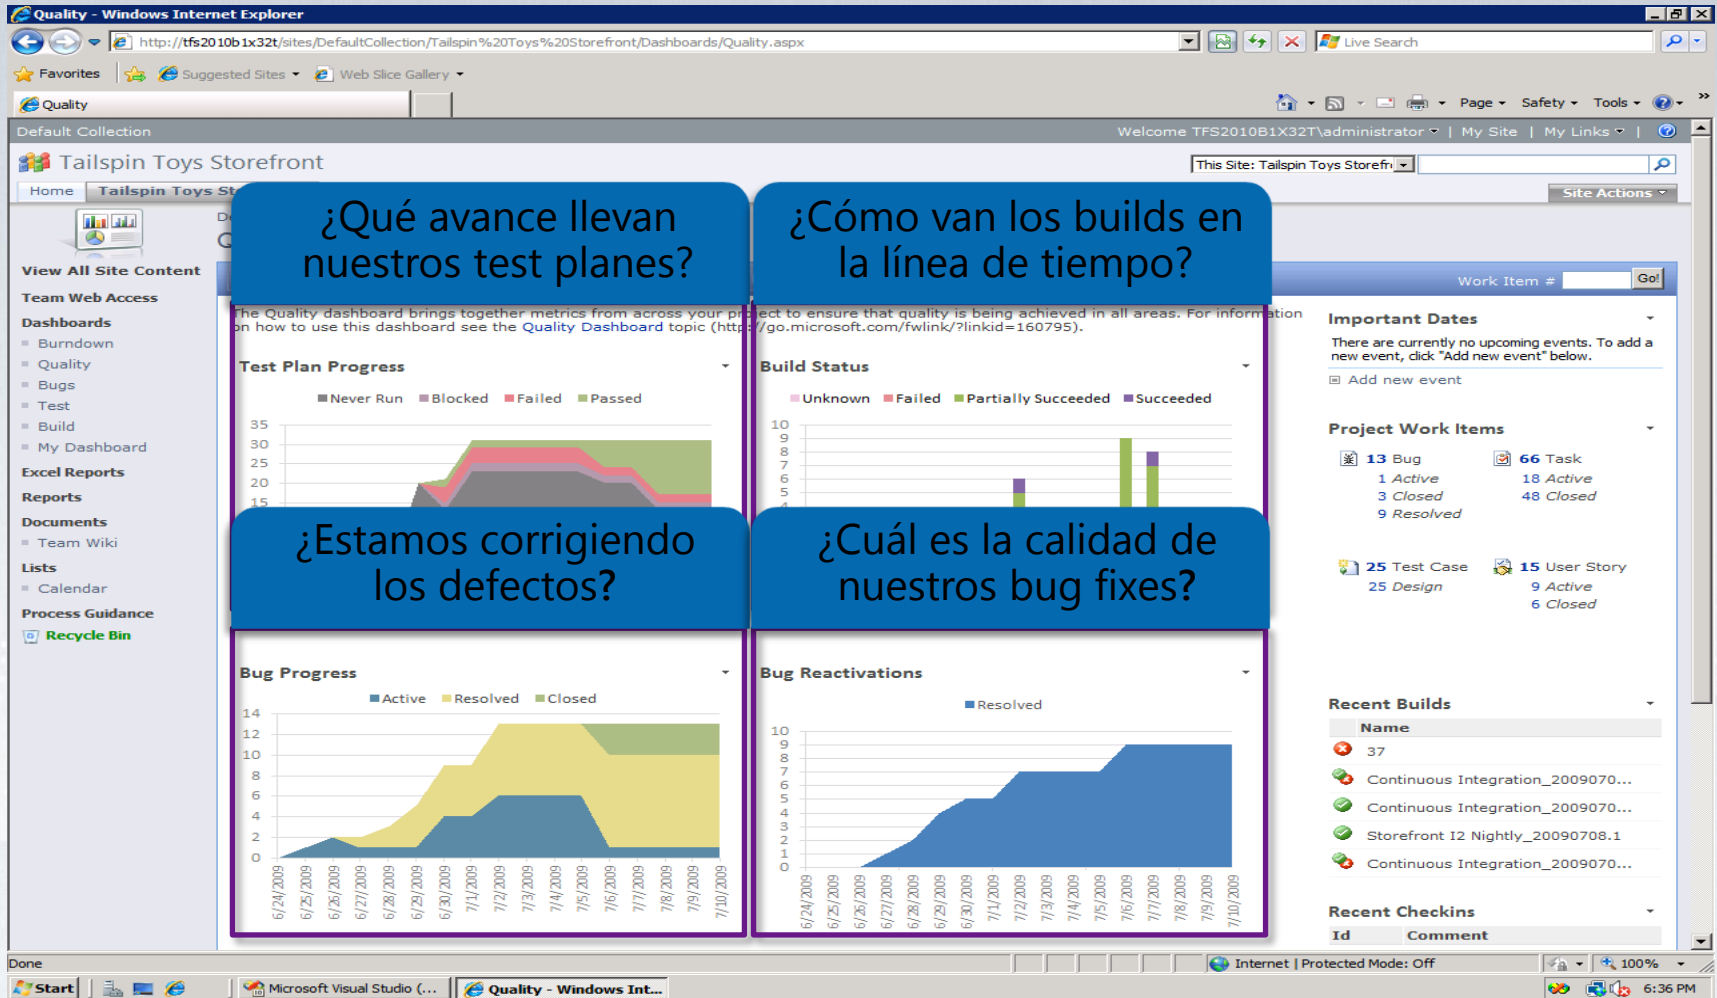 Quality - Windows Internet Explorer
http://tfs2010b1x32t/sites/DefaultCollection/Tailspin%20Toys%20Storefront/Dashboards/Quality.aspx
Live Search
Favorites
Suggested Sites
Web Slice Gallery
Quality
Page
Safety
Tools
Default Collection
Welcome TFS2010B1X32T\administrator
My Site
My Links
Tailspin Toys Storefront
This Site: Tailspin Toys Storefr
Home
Tailspin Toys
Site Actions
¿Qué avance llevan
nuestros test planes?
¿Cómo van los builds en
la línea de tiempo?
View All Site Content
Team Web Access
Dashboards
Burndown
Quality
Bugs
Test
Build
My Dashboard
Excel Reports
Reports
Documents
Team Wiki
Lists
Calendar
Process Guidance
Recycle Bin
Work Item #
Go!
The Quality dashboard brings together metrics from across your project to ensure that quality is being achieved in all areas. For information
on how to use this dashboard see the Quality Dashboard topic (http://go.microsoft.com/fwlink/?linkid=160795).
Test Plan Progress
Never Run Blocked Failed Passed
35
30
25
20
15
Build Status
Unknown Failed Partially Succeeded Succeeded
10
9
8
7
6
5
¿Estamos corrigiendo
los defectos?
¿Cuál es la calidad de
nuestros bug fixes?
Bug Progress
Active Resolved Closed
14
12
10
8
6
4
2
0
6/24/2009
6/25/2009
6/26/2009
6/27/2009
6/28/2009
6/29/2009
6/30/2009
7/1/2009
7/2/2009
7/3/2009
7/4/2009
7/5/2009
7/6/2009
7/7/2009
7/8/2009
7/9/2009
7/10/2009
Bug Reactivations
Resolved
10
9
8
7
6
5
4
3
2
1
0
6/24/2009
6/25/2009
6/26/2009
6/27/2009
6/28/2009
6/29/2009
6/30/2009
7/1/2009
7/2/2009
7/3/2009
7/4/2009
7/5/2009
7/6/2009
7/7/2009
7/8/2009
7/9/2009
7/10/2009
Important Dates
There are currently no upcoming events. To add a
new event, click "Add new event" below.
Add new event
Project Work Items
13 Bug
1 Active
3 Closed
9 Resolved
66 Task
18 Active
48 Closed
25 Test Case
25 Design
15 User Story
9 Active
6 Closed
Recent Builds
Name
37
Continuous Integration_2009070...
Continuous Integration_2009070...
Storefront I2 Nightly_20090708.1
Continuous Integration_2009070...
Recent Checkins
Id Comment
Done
Internet | Protected Mode: Off
100%
Start
Microsoft Visual Studio (...
Quality - Windows Int...
6:36 PM